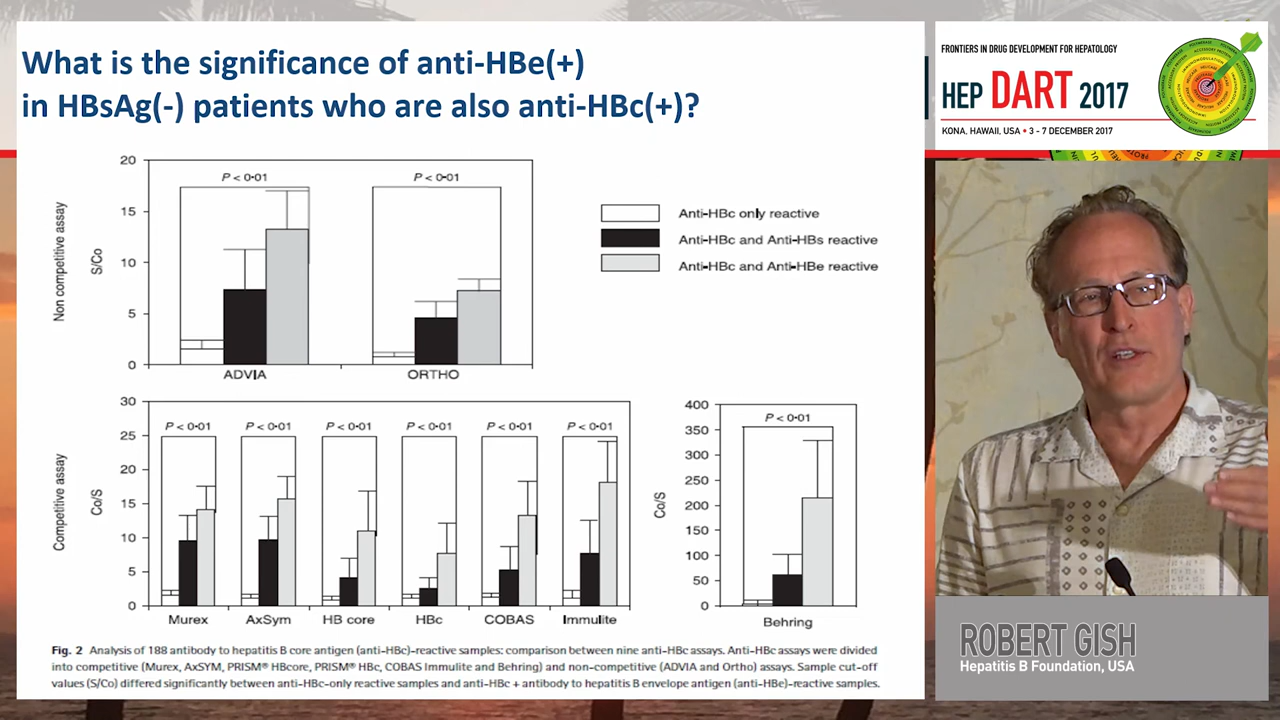 What is the significance of anti-HBe(+)
in HBsAg(-) patients who are also anti-HBc(+)?
Non competitive assay
S/Co
20
15
10
5
0
P < 0·01
P < 0·01
ADVIA
ORTHO
Anti-HBc only reactive
Anti-HBc and Anti-HBs reactive
Anti-HBc and Anti-HBe reactive
Competitive assay
Co/S
30
25
20
15
10
5
0
P < 0·01
P < 0·01
P < 0·01
P < 0·01
P < 0·01
P < 0·01
Murex
AxSym
HB core
HBc
COBAS
Immulite
Co/S
400
350
300
250
200
150
100
50
0
P < 0·01
Behring
Fig. 2 Analysis of 188 antibody to hepatitis B core antigen (anti-HBc)-reactive samples: comparison between nine anti-HBc assays. Anti-HBc assays were divided
into competitive (Murex, AxSYM, PRISM® HBcore, PRISM® HBc, COBAS Immulite and Behring) and non-competitive (ADVIA and Ortho) assays. Sample cut-off
values (S/Co) differed significantly between anti-HBc-only reactive samples and anti-HBc + antibody to hepatitis B envelope antigen (anti-HBe)-reactive samples.
FRONTIERS IN DRUG DEVELOPMENT FOR HEPATOLOGY
HEP DART 2017
KONA, HAWAII, USA • 3 - 7 DECEMBER 2017
ROBERT GISH
Hepatitis B Foundation, USA